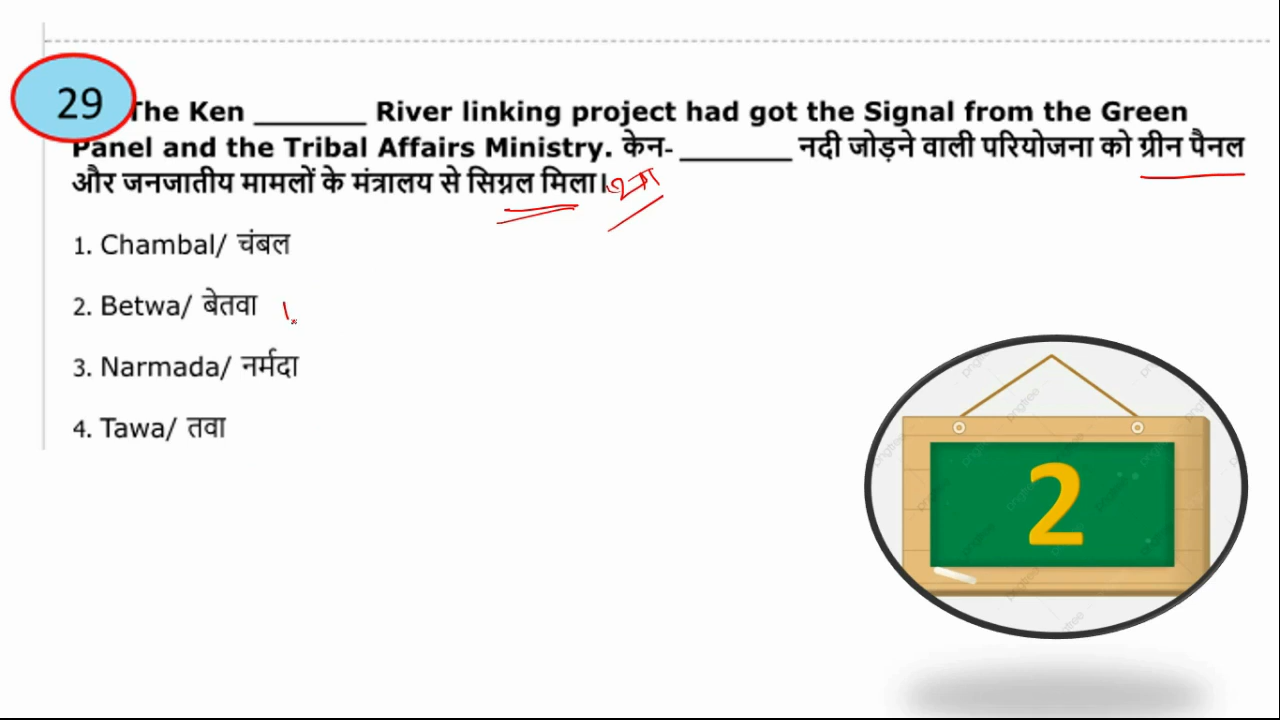 29
The Ken _______ River linking project had got the Signal from the Green
Panel and the Tribal Affairs Ministry. केन- _______ नदी जोड़ने वाली परियोजना को ग्रीन पैनल
और जनजातीय मामलों के मंत्रालय से सिग्नल मिला।
1. Chambal/ चंबल
2. Betwa/ बेतवा
3. Narmada/ नर्मदा
4. Tawa/ तवा
2